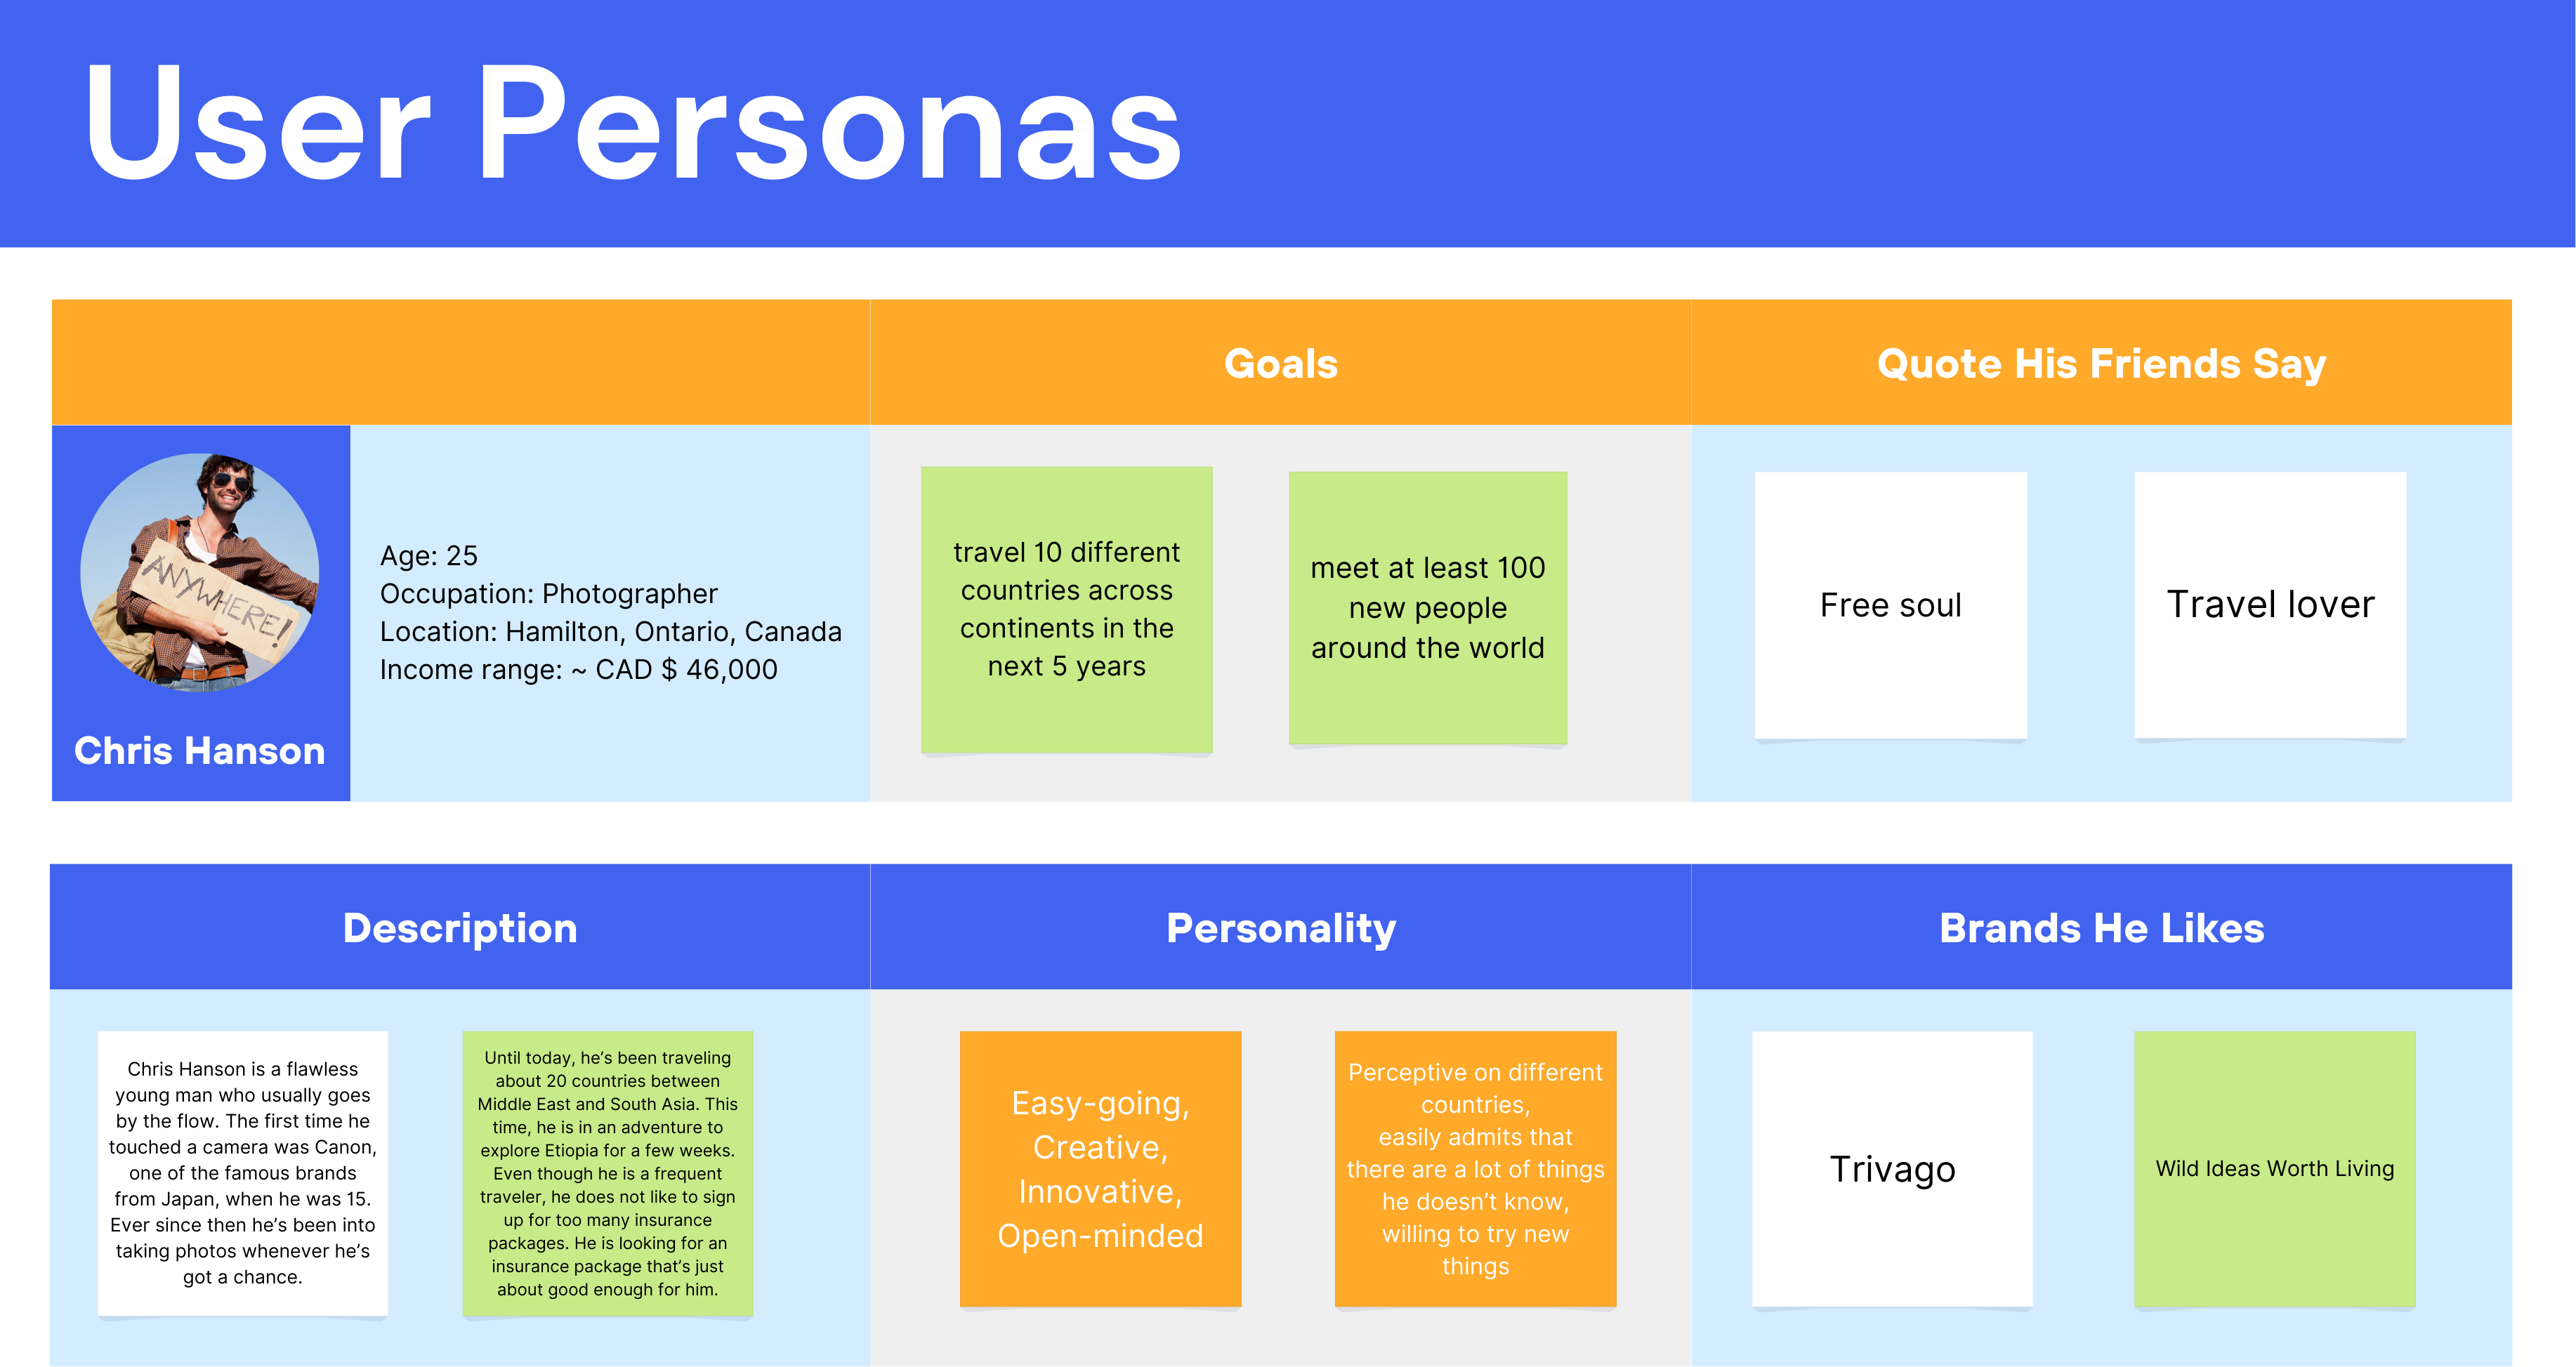 User Personas
Goals
Quote His Friends Say
ANYWHERE!
Chris Hanson
Age: 25
Occupation: Photographer
Location: Hamilton, Ontario, Canada
Income range: ~ CAD $ 46,000
travel 10 different
countries across
continents in the
next 5 years
meet at least 100
new people
around the world
Free soul
Travel lover
Description
Personality
Brands He Likes
Chris Hanson is a flawless
young man who usually goes
by the flow. The first time he
touched a camera was Canon,
one of the famous brands
from Japan, when he was 15.
Ever since then he’s been into
taking photos whenever he’s
got a chance.
Until today, he’s been traveling
about 20 countries between
Middle East and South Asia. This
time, he is in an adventure to
explore Etiopia for a few weeks.
Even though he is a frequent
traveler, he does not like to sign
up for too many insurance
packages. He is looking for an
insurance package that’s just
about good enough for him.
Easy-going,
Creative,
Innovative,
Open-minded
Perceptive on different
countries,
easily admits that
there are a lot of things
he doesn’t know,
willing to try new
things
Trivago
Wild Ideas Worth Living